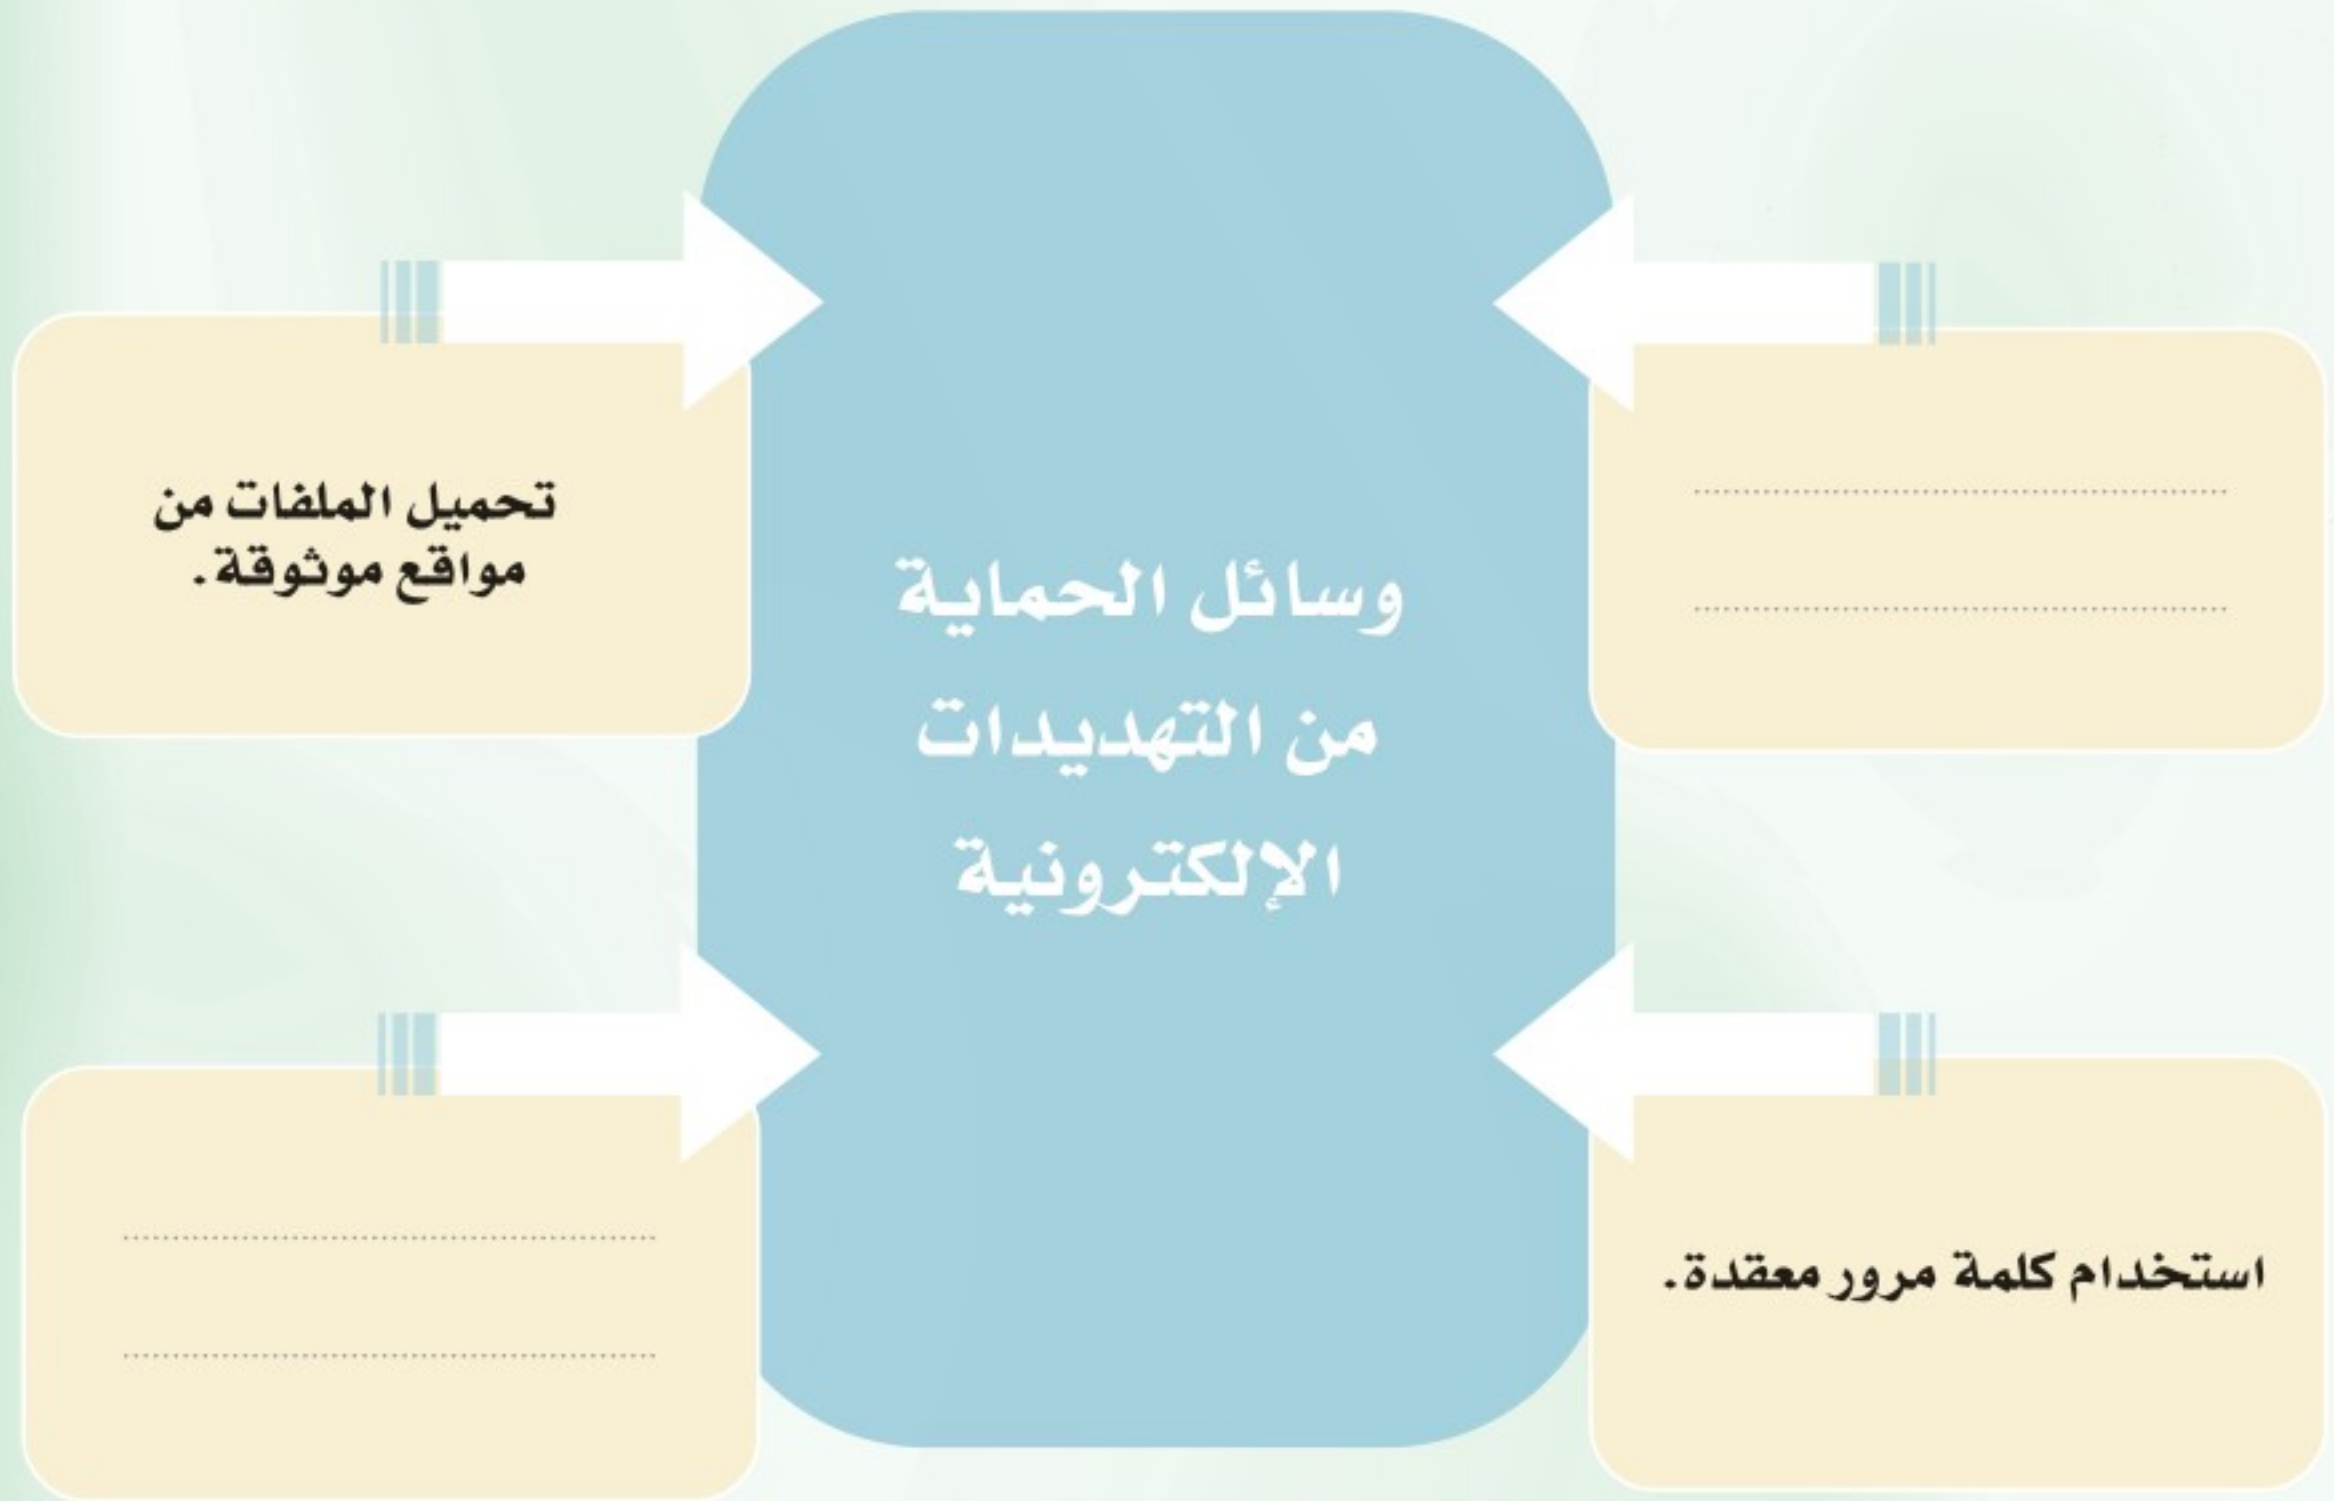 وسائل الحماية
من التهديدات
الإلكترونية
تحميل الملفات من
مواقع موثوقة.
استخدام كلمة مرور معقدة.